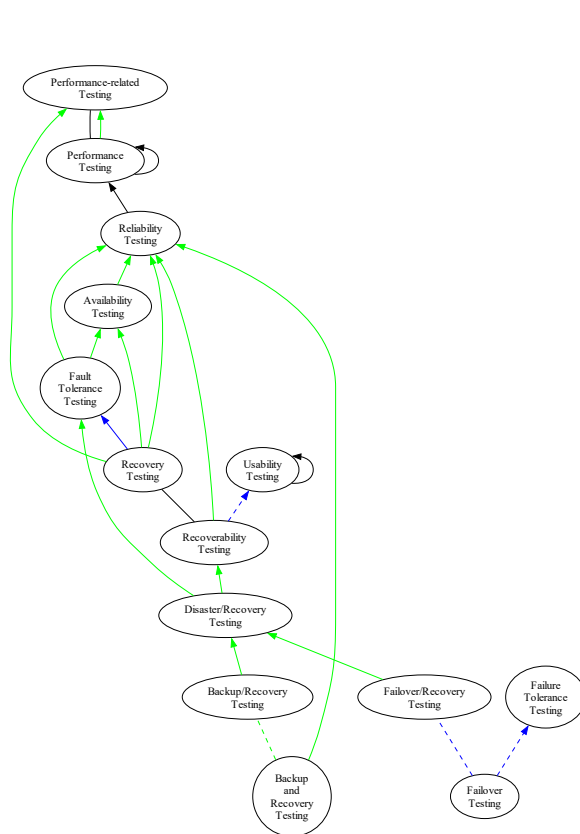 Performance-related
Testing
Performance
Testing
Reliability
Testing
Availability
Testing
Fault
Tolerance
Testing
Recovery
Testing
Usability
Testing
Recoverability
Testing
Disaster/Recovery
Testing
Backup/Recovery
Testing
Failover/Recovery
Testing
Failure
Tolerance
Testing
Backup
and
Recovery
Testing
Failover
Testing